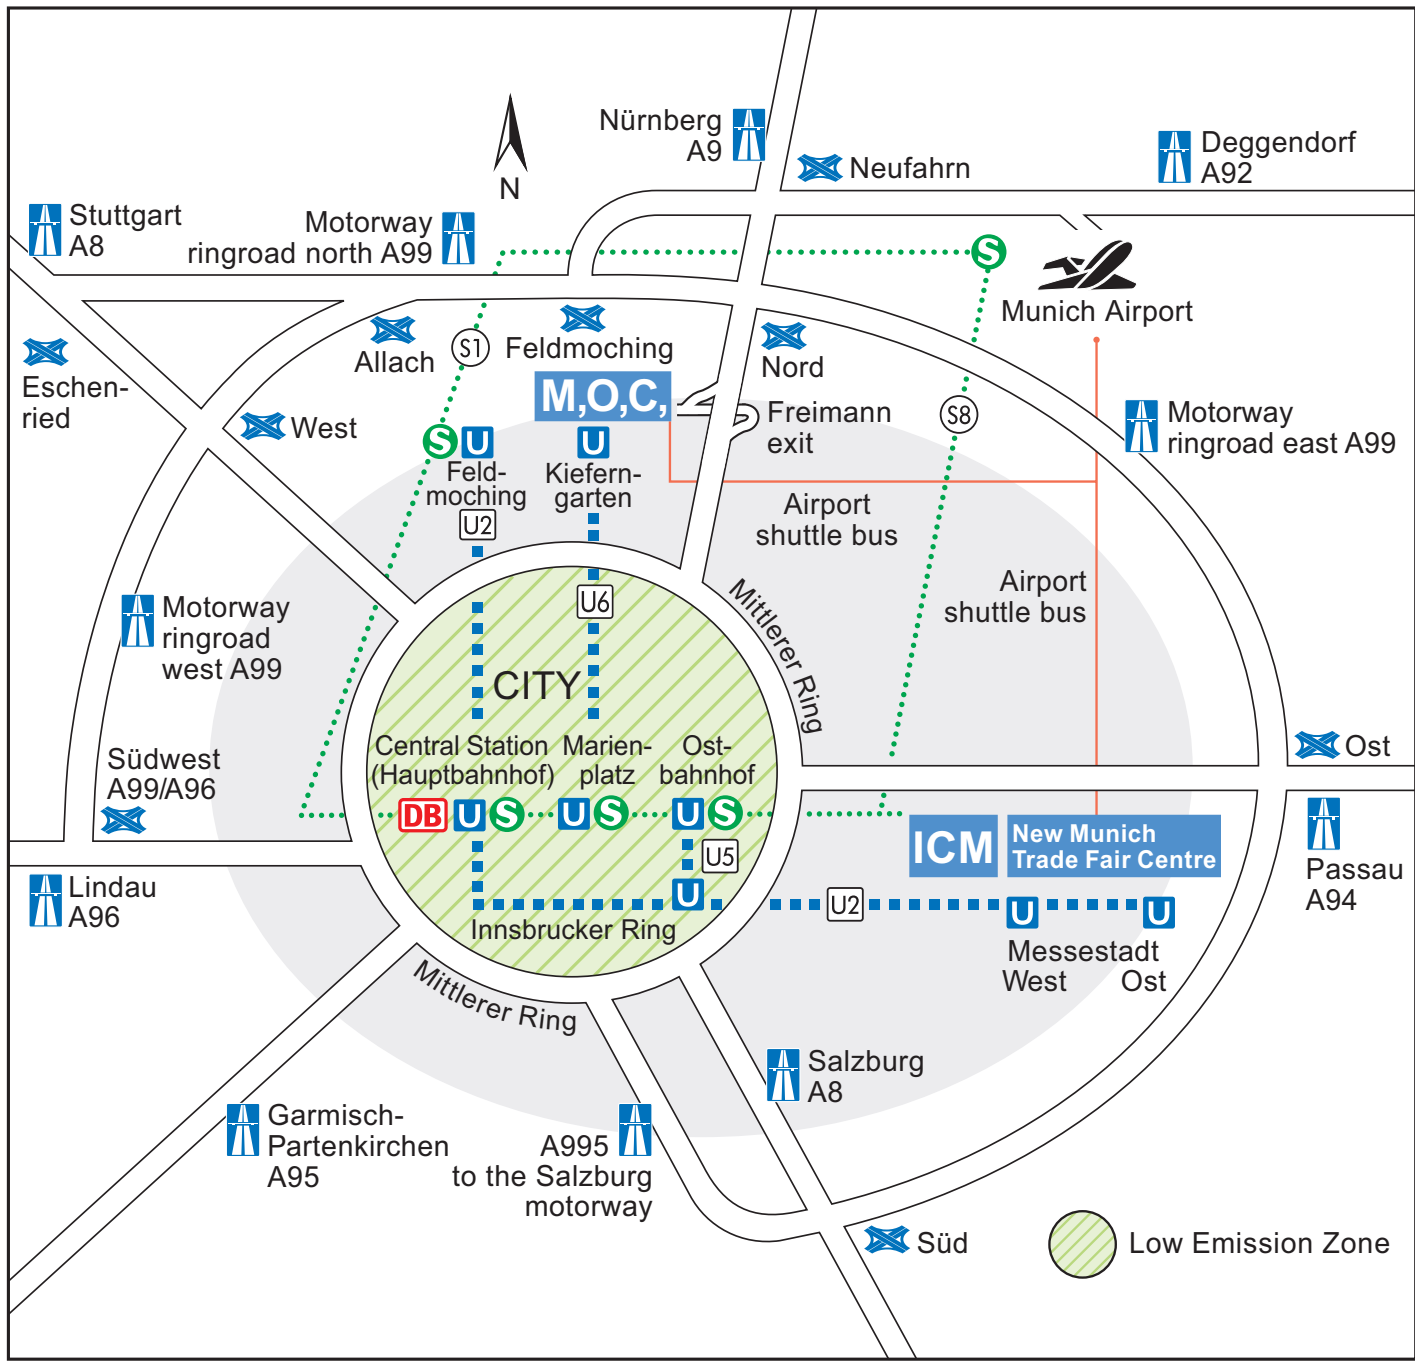 Nürnberg
A9
Neufahrn
Deggendorf
A92
N
Stuttgart
A8
Motorway
ringroad north A99
S
Munich Airport
Allach
S1
Feldmoching
Nord
Eschen-
ried
West
M,O,C,
Freimann
exit
S8
Motorway
ringroad east A99
S U
Feld-
moching
U2
U
Kiefern-
garten
Airport
shuttle bus
Airport
shuttle bus
Motorway
ringroad
west A99
U6
Mittlerer Ring
CITY
Südwest
A99/A96
Central Station
(Hauptbahnhof)
Marien-
platz
Ost-
bahnhof
Ost
DB U S
U S
U S
ICM
New Munich
Trade Fair Centre
U5
Passau
A94
Lindau
A96
U
Innsbrucker Ring
U2
U
U
Messestadt
West
Ost
Mittlerer Ring
Salzburg
A8
Garmisch-
Partenkirchen
A95
A995
to the Salzburg
motorway
Süd
Low Emission Zone